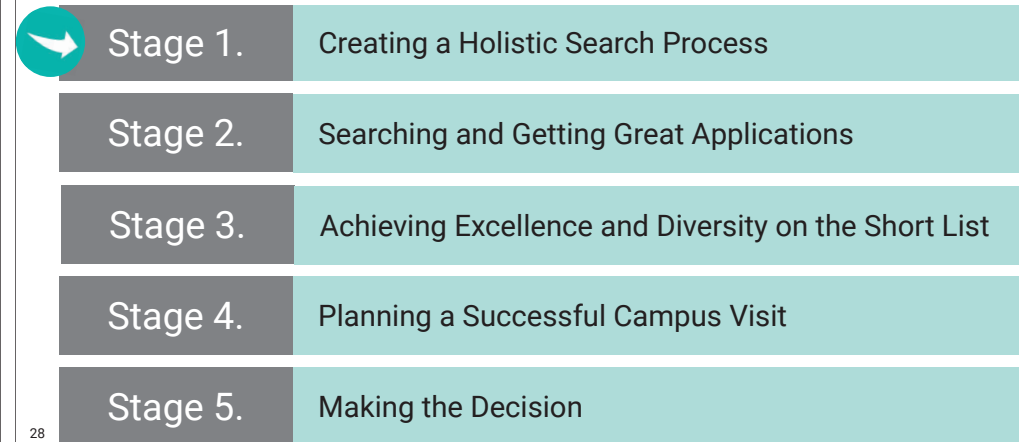 Stage 1. Creating a Holistic Search Process
Stage 2. Searching and Getting Great Applications
Stage 3. Achieving Excellence and Diversity on the Short List
Stage 4. Planning a Successful Campus Visit
Stage 5. Making the Decision
28